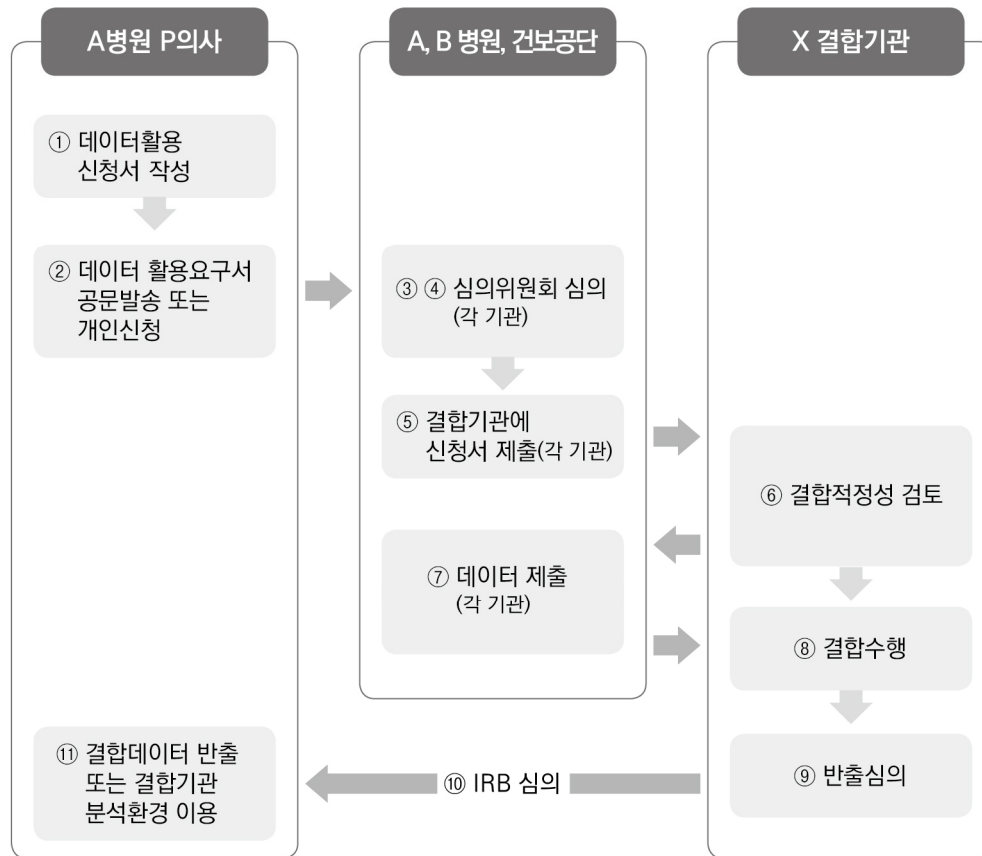 A병원 P의사
A, B 병원, 건보공단
X 결합기관
① 데이터활용
신청서 작성
② 데이터 활용요구서
공문발송 또는
개인신청
③ ④ 심의위원회 심의
(각 기관)
⑤ 결합기관에
신청서 제출(각 기관)
⑥ 결합적정성 검토
⑦ 데이터 제출
(각 기관)
⑧ 결합수행
⑨ 반출심의
⑩ IRB 심의
⑪ 결합데이터 반출
또는 결합기관
분석환경 이용